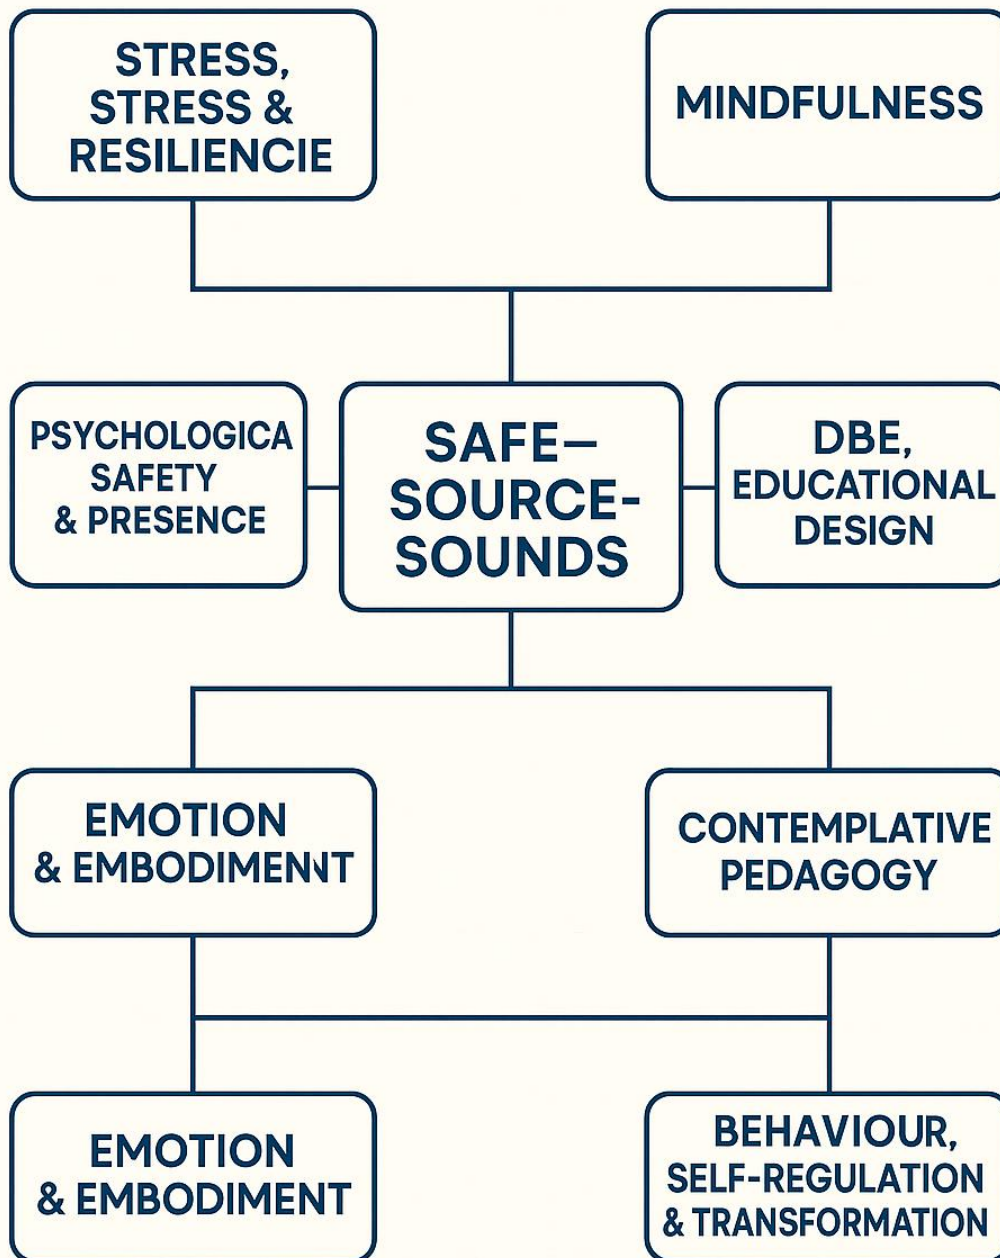 STRESS,
STRESS &
RESILIENCIE
MINDFULNESS
PSYCHOLOGICA
SAFETY
& PRESENCE
SAFE—
SOURCE-
SOUNDS
DBE,
EDUCATIONAL
DESIGN
EMOTION
& EMBODIMENT
CONTEMPLATIVE
PEDAGOGY
EMOTION
& EMBODIMENT
BEHAVIOUR,
SELF-REGULATION
& TRANSFORMATION